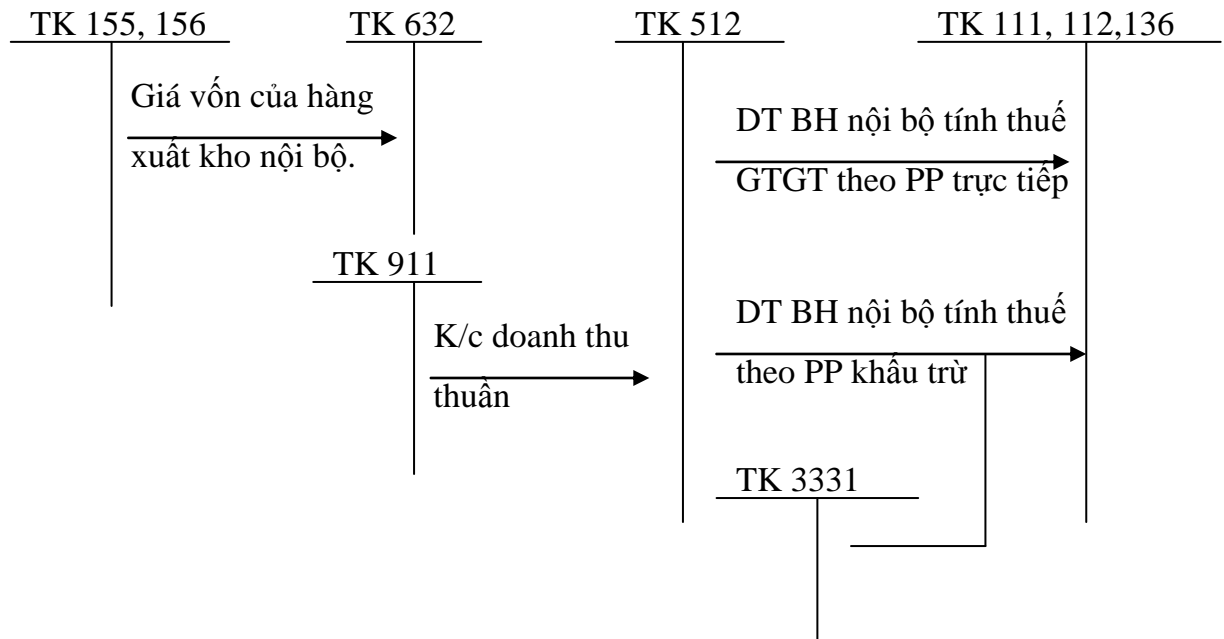 TK 155, 156
TK 632
TK 512
TK 111, 112,136
Giá vốn của hàng
xuất kho nội bộ.
DT BH nội bộ tính thuế
GTGT theo PP trực tiếp
TK 911
K/c doanh thu
thuần
DT BH nội bộ tính thuế
theo PP khấu trừ
TK 3331